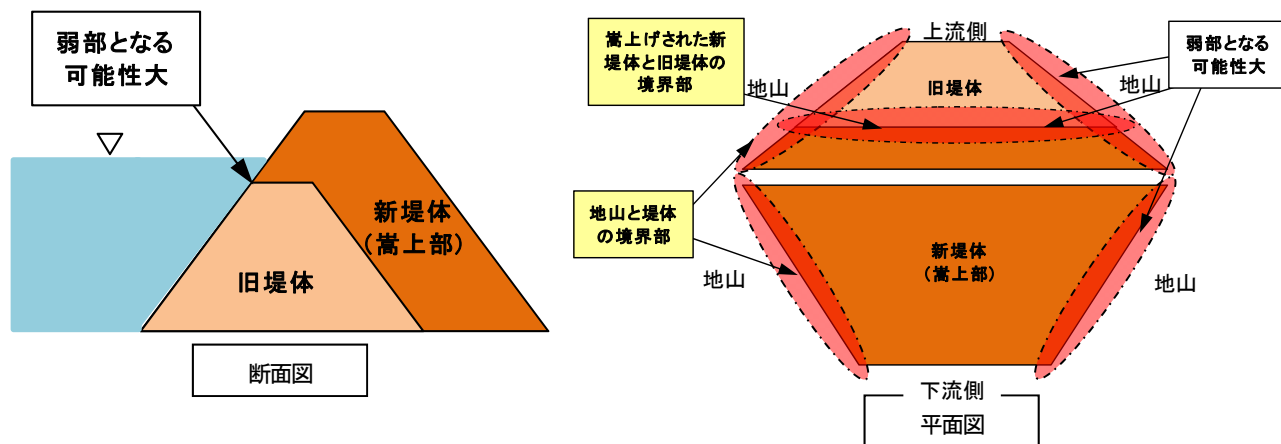 弱部となる
可能性大
新堤体
（嵩上部）
旧堤体
断面図
嵩上げされた新
堤体と旧堤体の
境界部
上流側
弱部となる
可能性大
地山
旧堤体
地山
地山と堤体
の境界部
新堤体
（嵩上部）
地山
地山
下流側
平面図